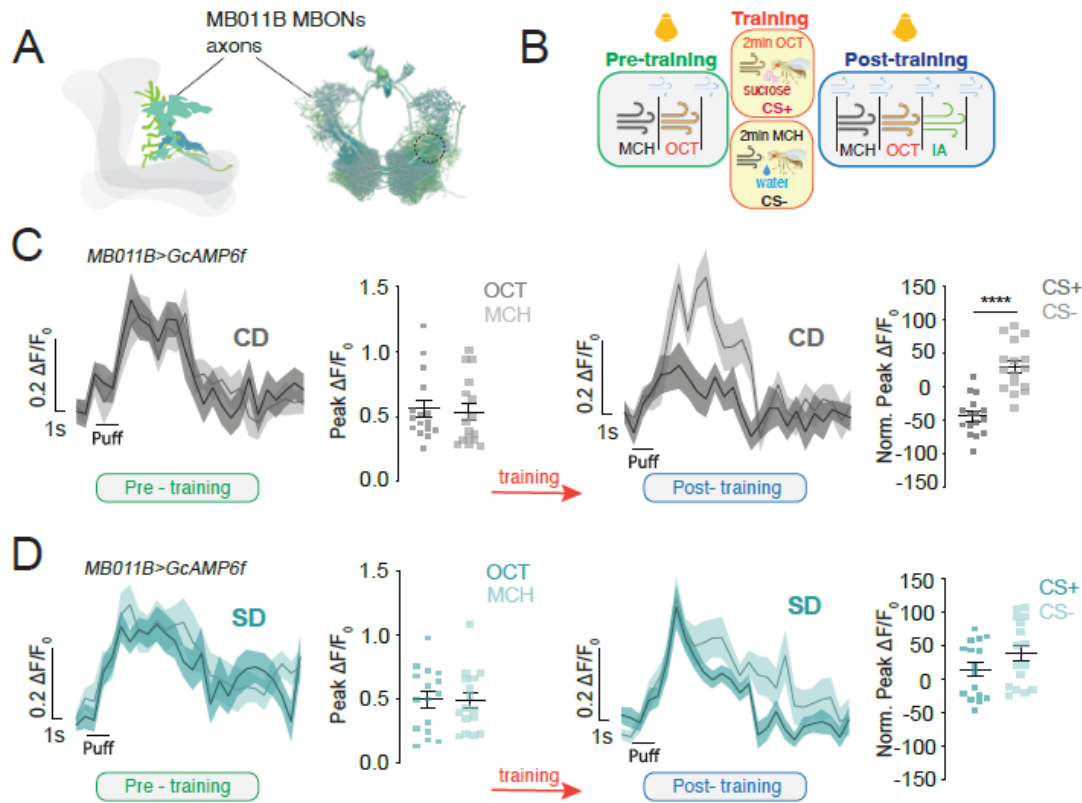 A
MB011B MBONs
axons
B
Training
Pre-training
2min OCT
sucrose
CS+
Post-training
MCH
OCT
2min MCH
water
CS-
MCH
OCT
IA
C
MB011B>GcAMP6f
CD
0.2 ΔF/F0
1s
Puff
Pre - training
Peak ΔF/F0
1.5
1.0
0.5
0.0
OCT
MCH
training
CD
0.2 ΔF/F0
1s
Puff
Post- training
Norm. Peak ΔF/F0
150
100
50
0
-50
-100
-150
****
CS+
CS-
D
MB011B>GcAMP6f
SD
0.2 ΔF/F0
1s
Puff
Pre - training
Peak ΔF/F0
1.5
1.0
0.5
0.0
OCT
MCH
training
SD
0.2 ΔF/F0
1s
Puff
Post- training
Norm. Peak ΔF/F0
150
100
50
0
-50
-100
-150
CS+
CS-